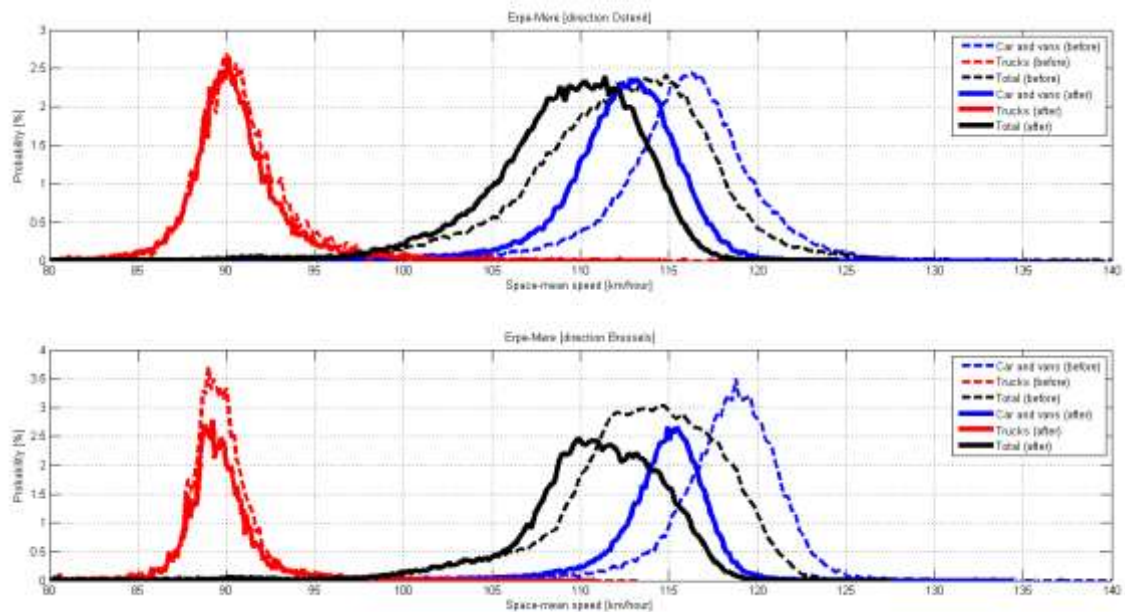 Erpe-Mere [direction Ostend]
Probability [%]
3
2.5
2
1.5
1
0.5
0
80 85 90 95 100 105 110 115 120 125 130 135 140
Space-mean speed [km/hour]
Car and vans (before)
Trucks (before)
Total (before)
Car and vans (after)
Trucks (after)
Total (after)
Erpe-Mere [direction Brussels]
Probability [%]
4
3.5
3
2.5
2
1.5
1
0.5
0
80 85 90 95 100 105 110 115 120 125 130 135 140
Space-mean speed [km/hour]
Car and vans (before)
Trucks (before)
Total (before)
Car and vans (after)
Trucks (after)
Total (after)